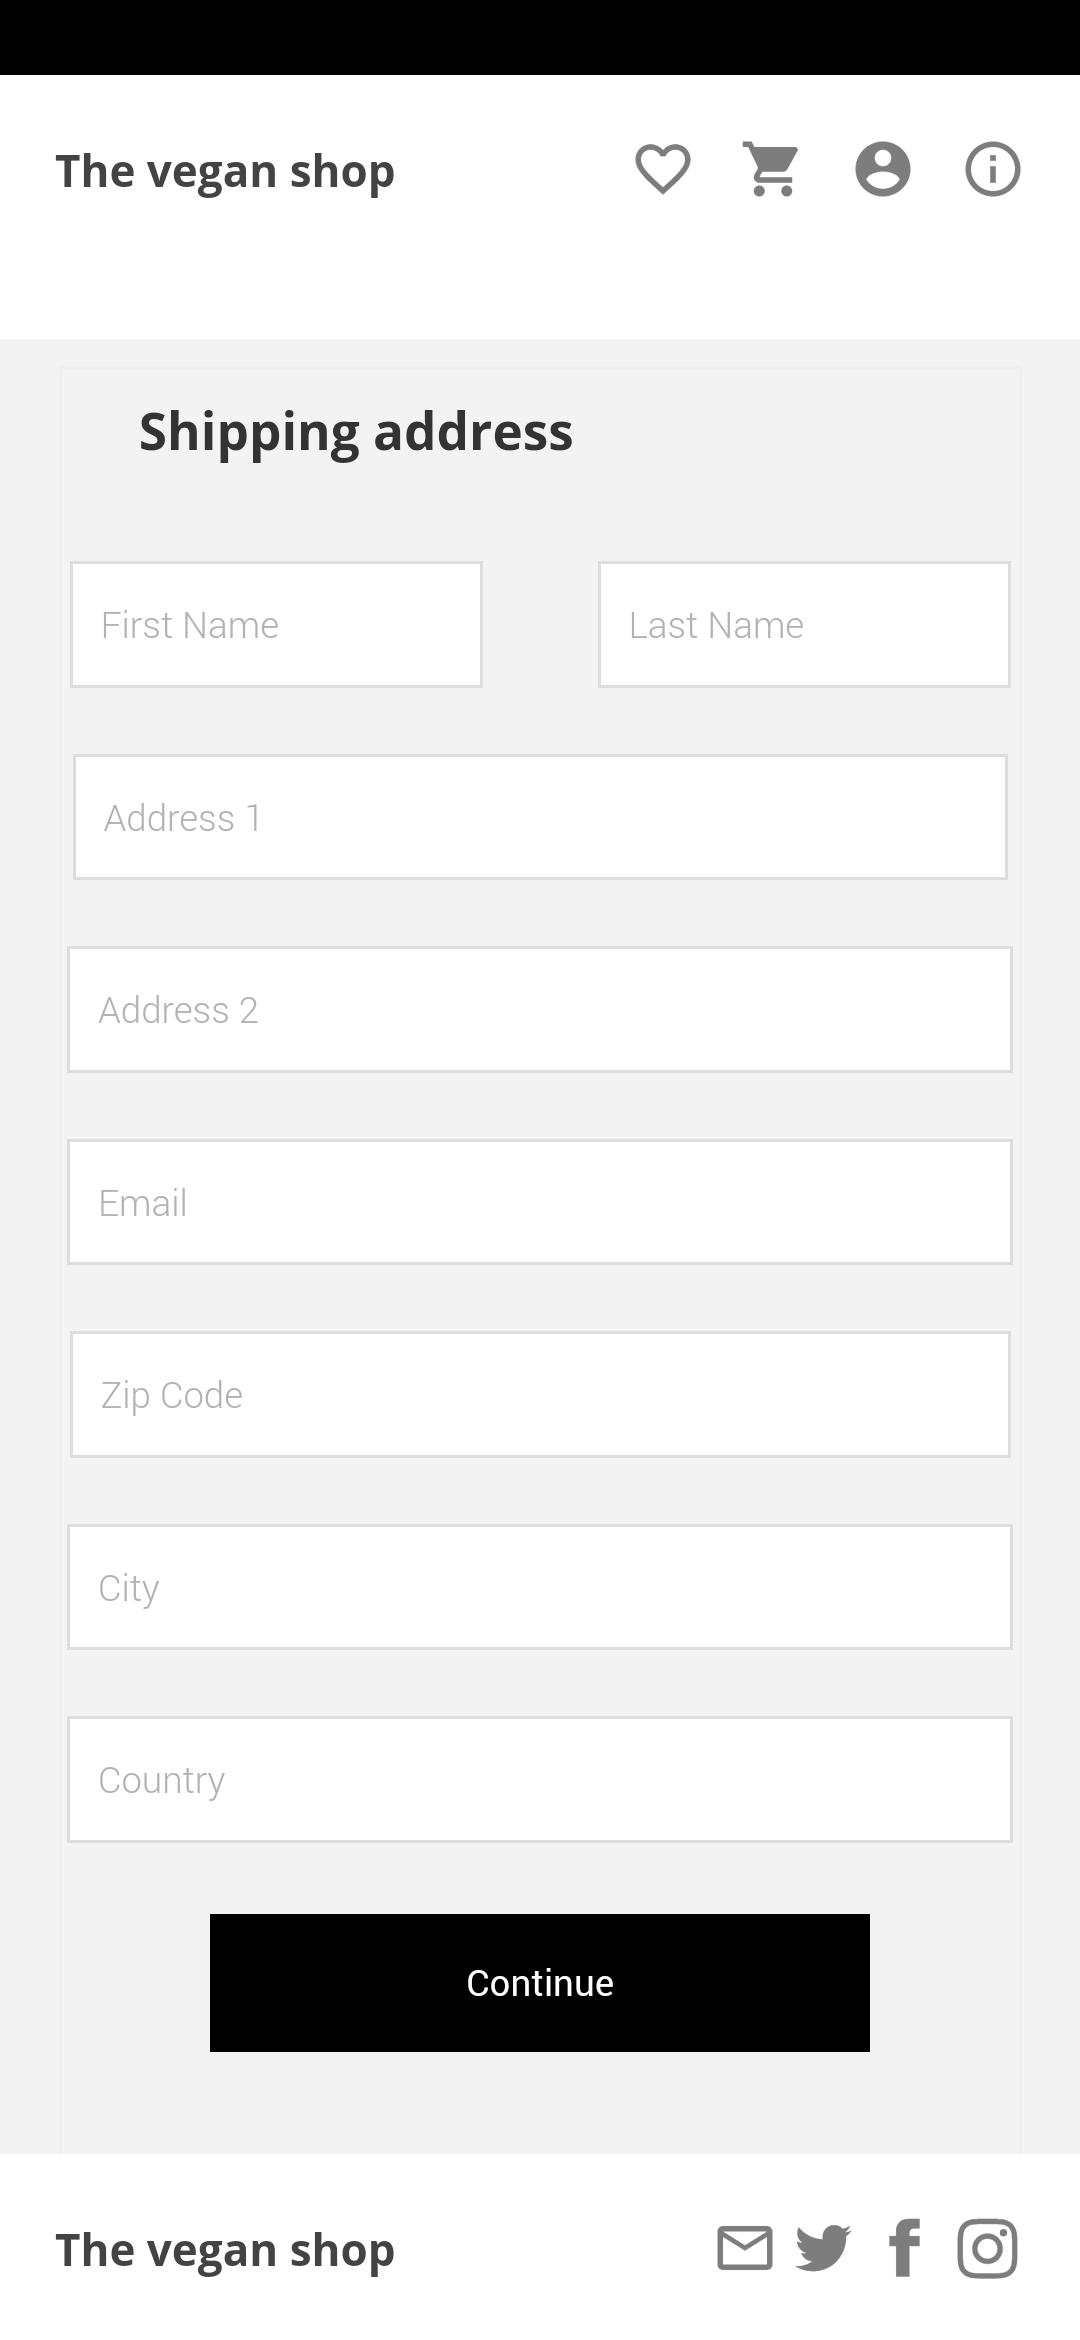 The vegan shop
Shipping address
First Name
Last Name
Address 1
Address 2
Email
Zip Code
City
Country
Continue
The vegan shop